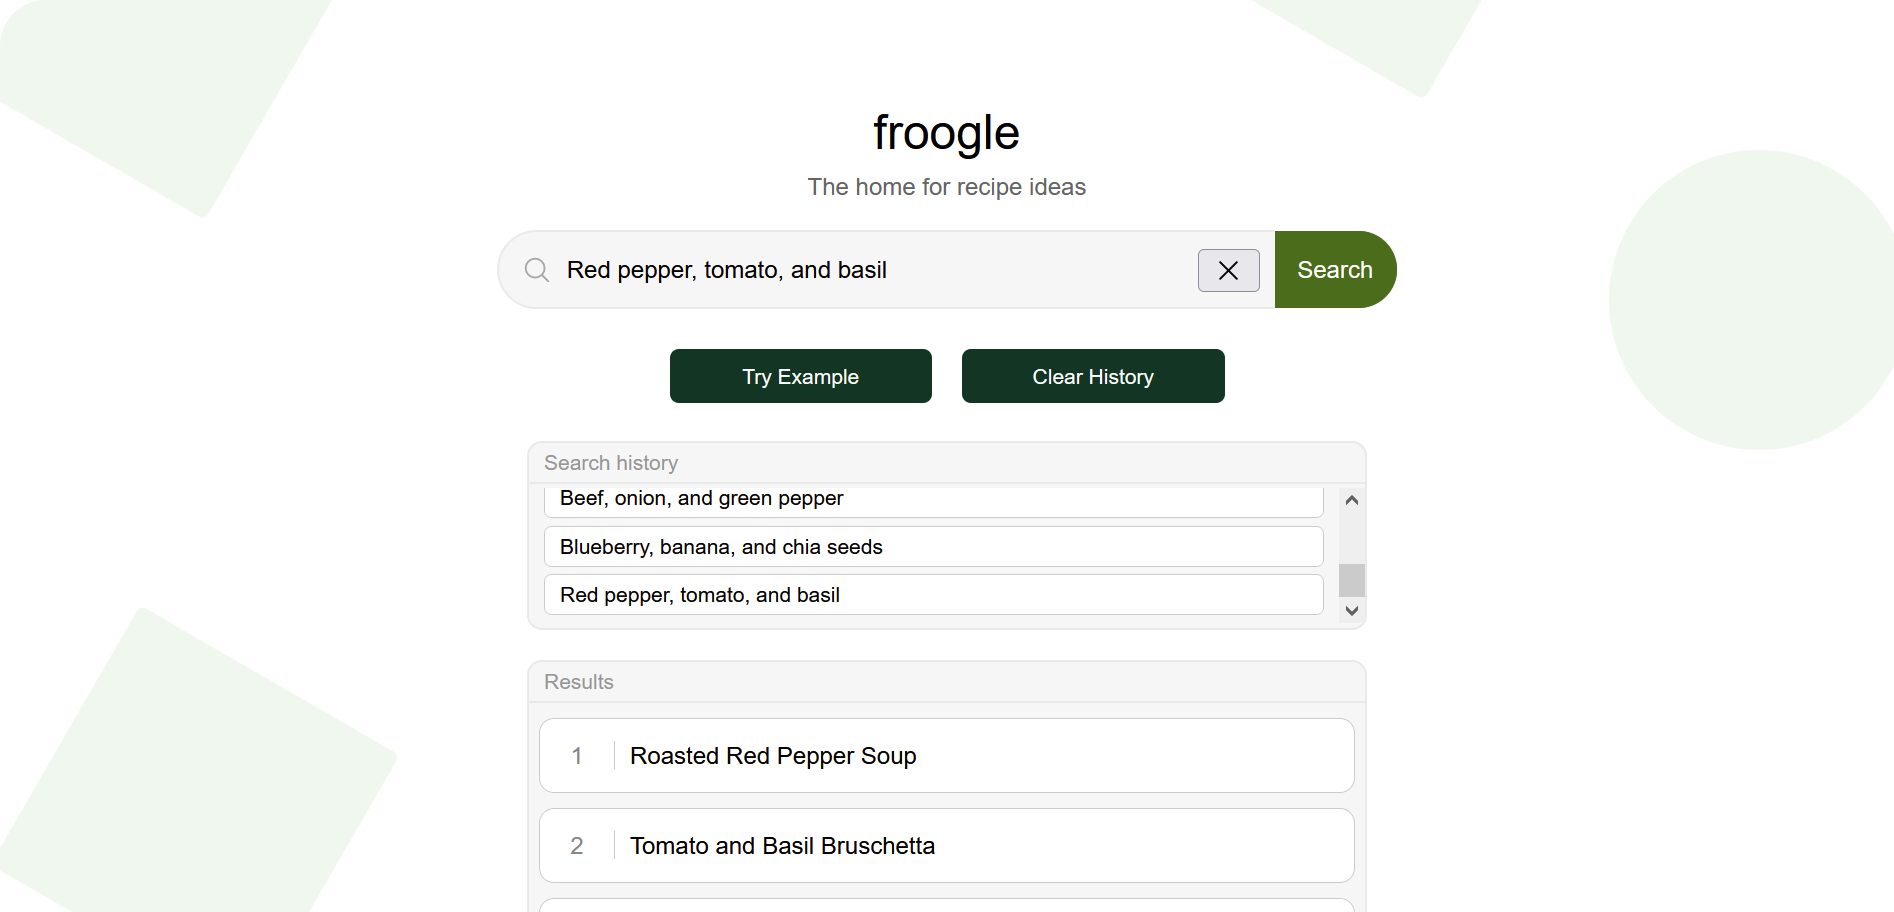 froogle
The home for recipe ideas
Red pepper, tomato, and basil
Search
Try Example
Clear History
Search history
Beef, onion, and green pepper
Blueberry, banana, and chia seeds
Red pepper, tomato, and basil
Results
1 Roasted Red Pepper Soup
2 Tomato and Basil Bruschetta